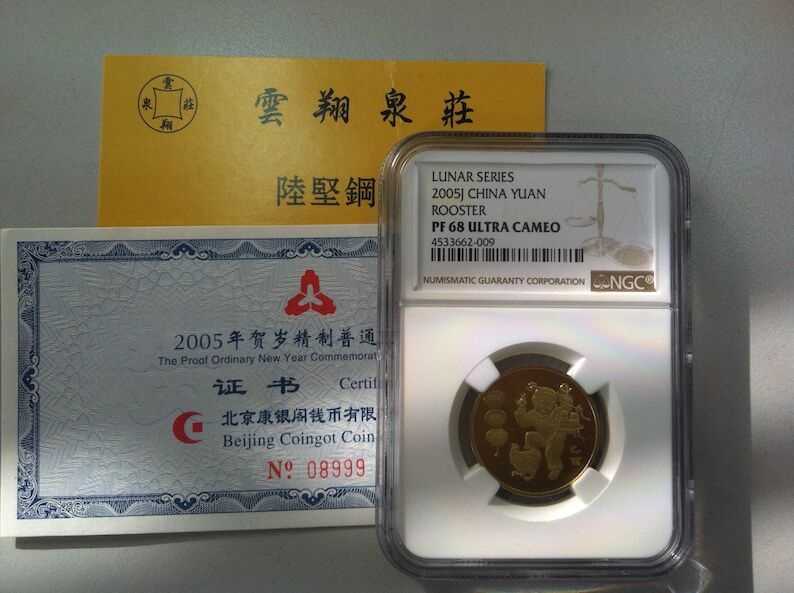 雲
泉 莊
翔
雲翔泉莊
陸堅鋼
2005年贺岁精制普通
The Proof Ordinary New Year Commemorat
证书 Certif
北京康银阁钱币有限
Beijing Coingot Coin
Nº 08999
LUNAR SERIES
2005J CHINA YUAN
ROOSTER
PF 68 ULTRA CAMEO
4533662-009
NUMISMATIC GUARANTY CORPORATION NGC®